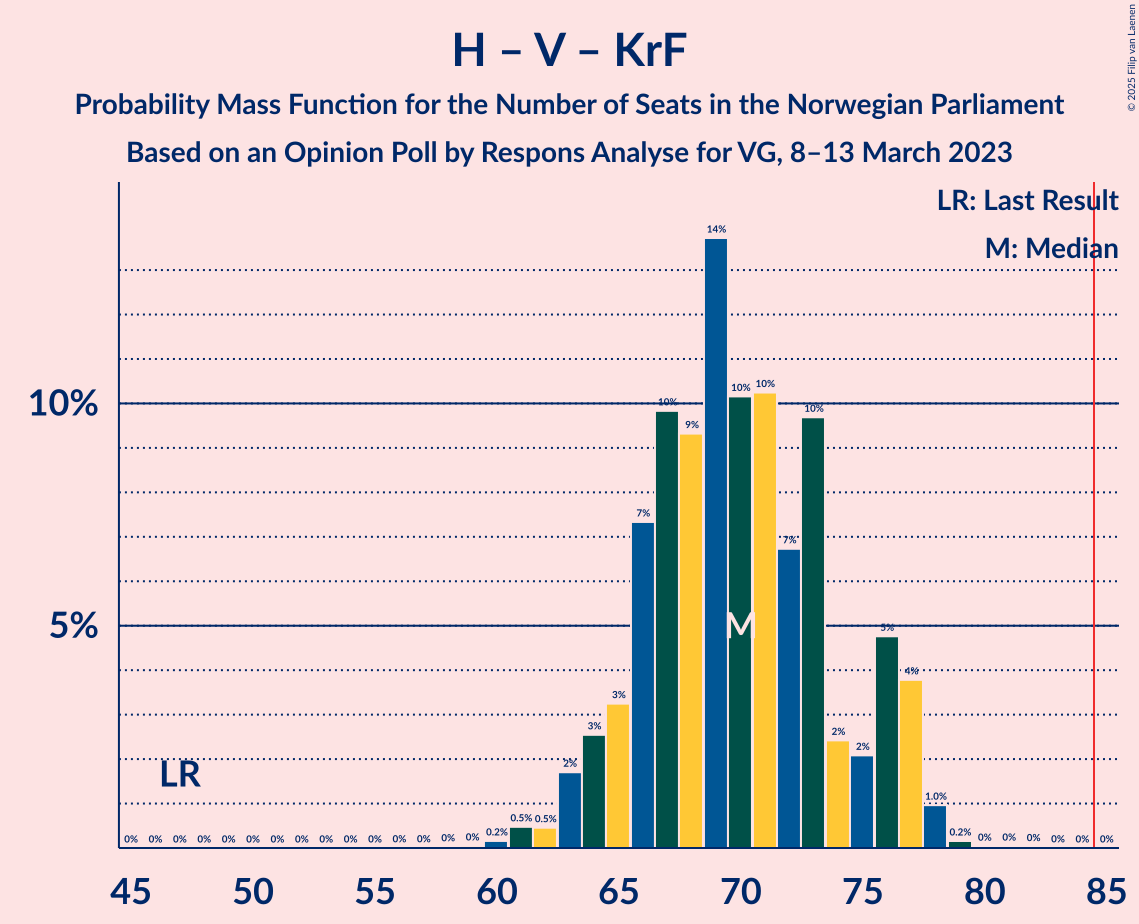 H – V – KrF
Probability Mass Function for the Number of Seats in the Norwegian Parliament
Based on an Opinion Poll by Respons Analyse for VG, 8–13 March 2023
© 2025 Filip van Laenen
LR: Last Result
M: Median
10%
5%
LR
M
0% 0% 0% 0% 0% 0% 0% 0% 0% 0% 0% 0% 0% 0% 0% 0.2% 0.5% 0.5% 2% 3% 3% 7% 10% 9% 14% 10% 10% 7% 10% 2% 2% 5% 4% 1.0% 0.2% 0% 0% 0% 0% 0% 0%
45 50 55 60 65 70 75 80 85